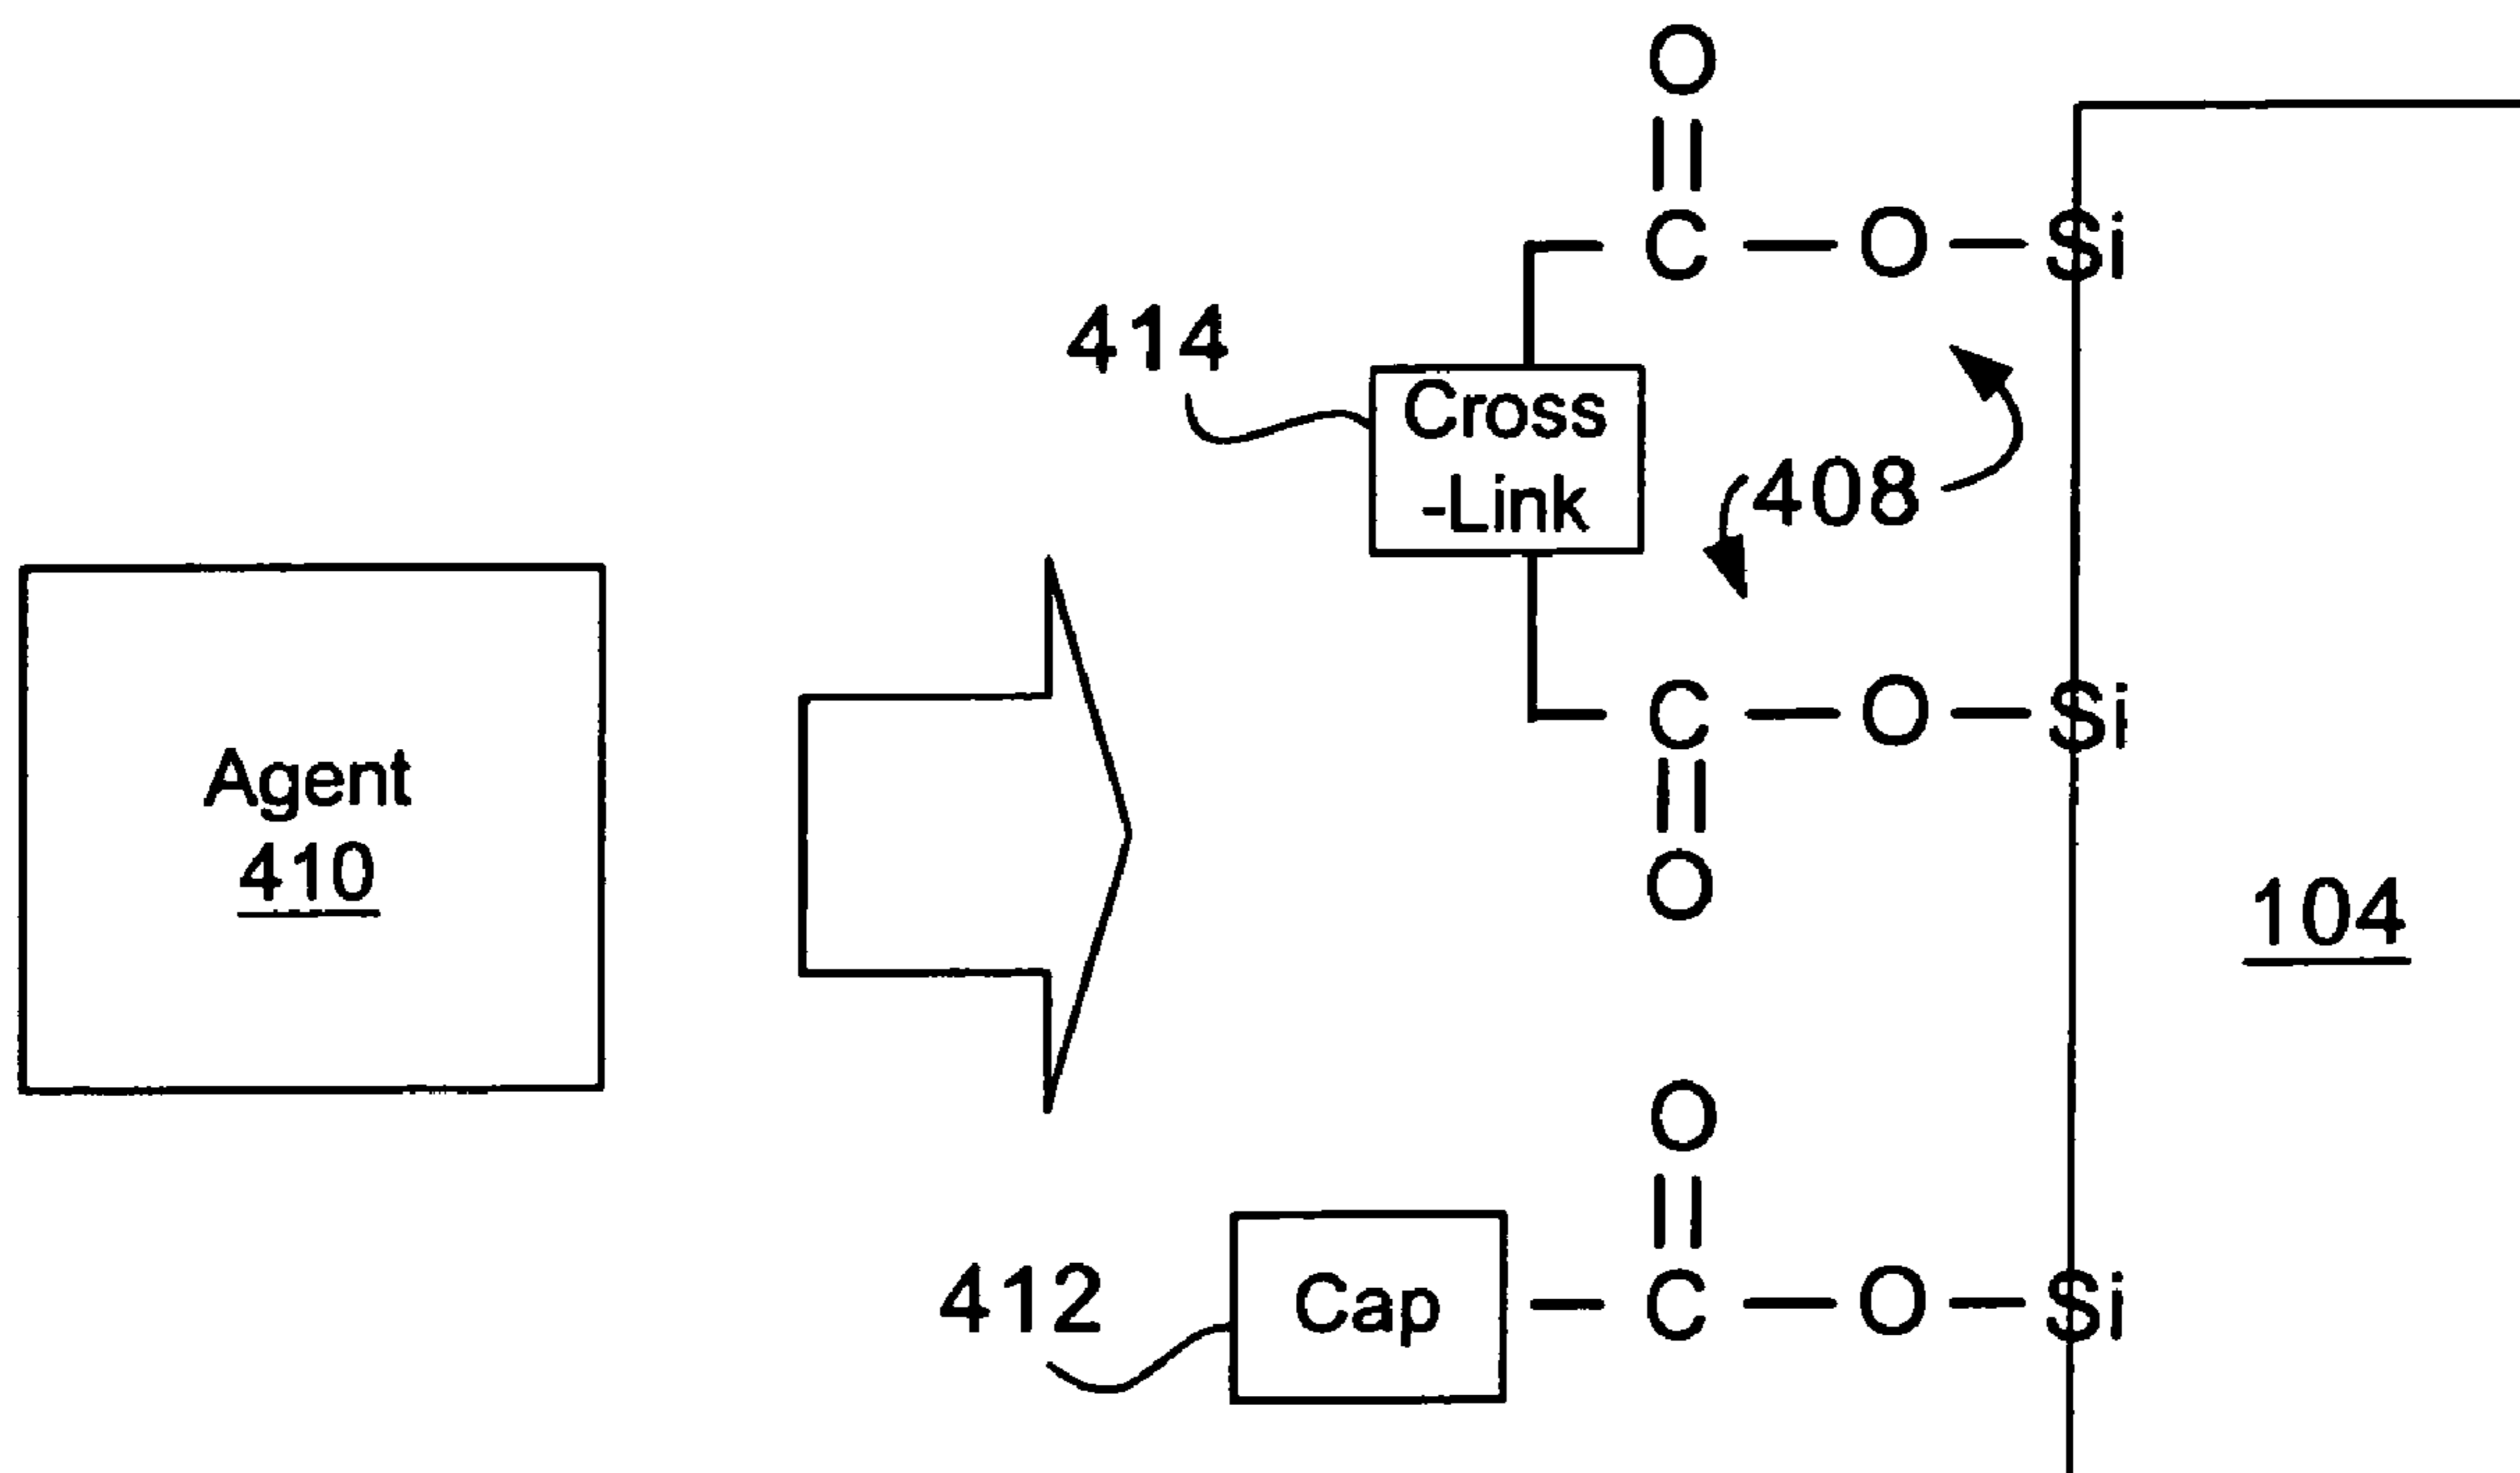 O
||
C — O — Si
414
Cross
-Link
408
C — O — Si
||
O
Agent
410
104
O
||
412
Cap — C — O — Si